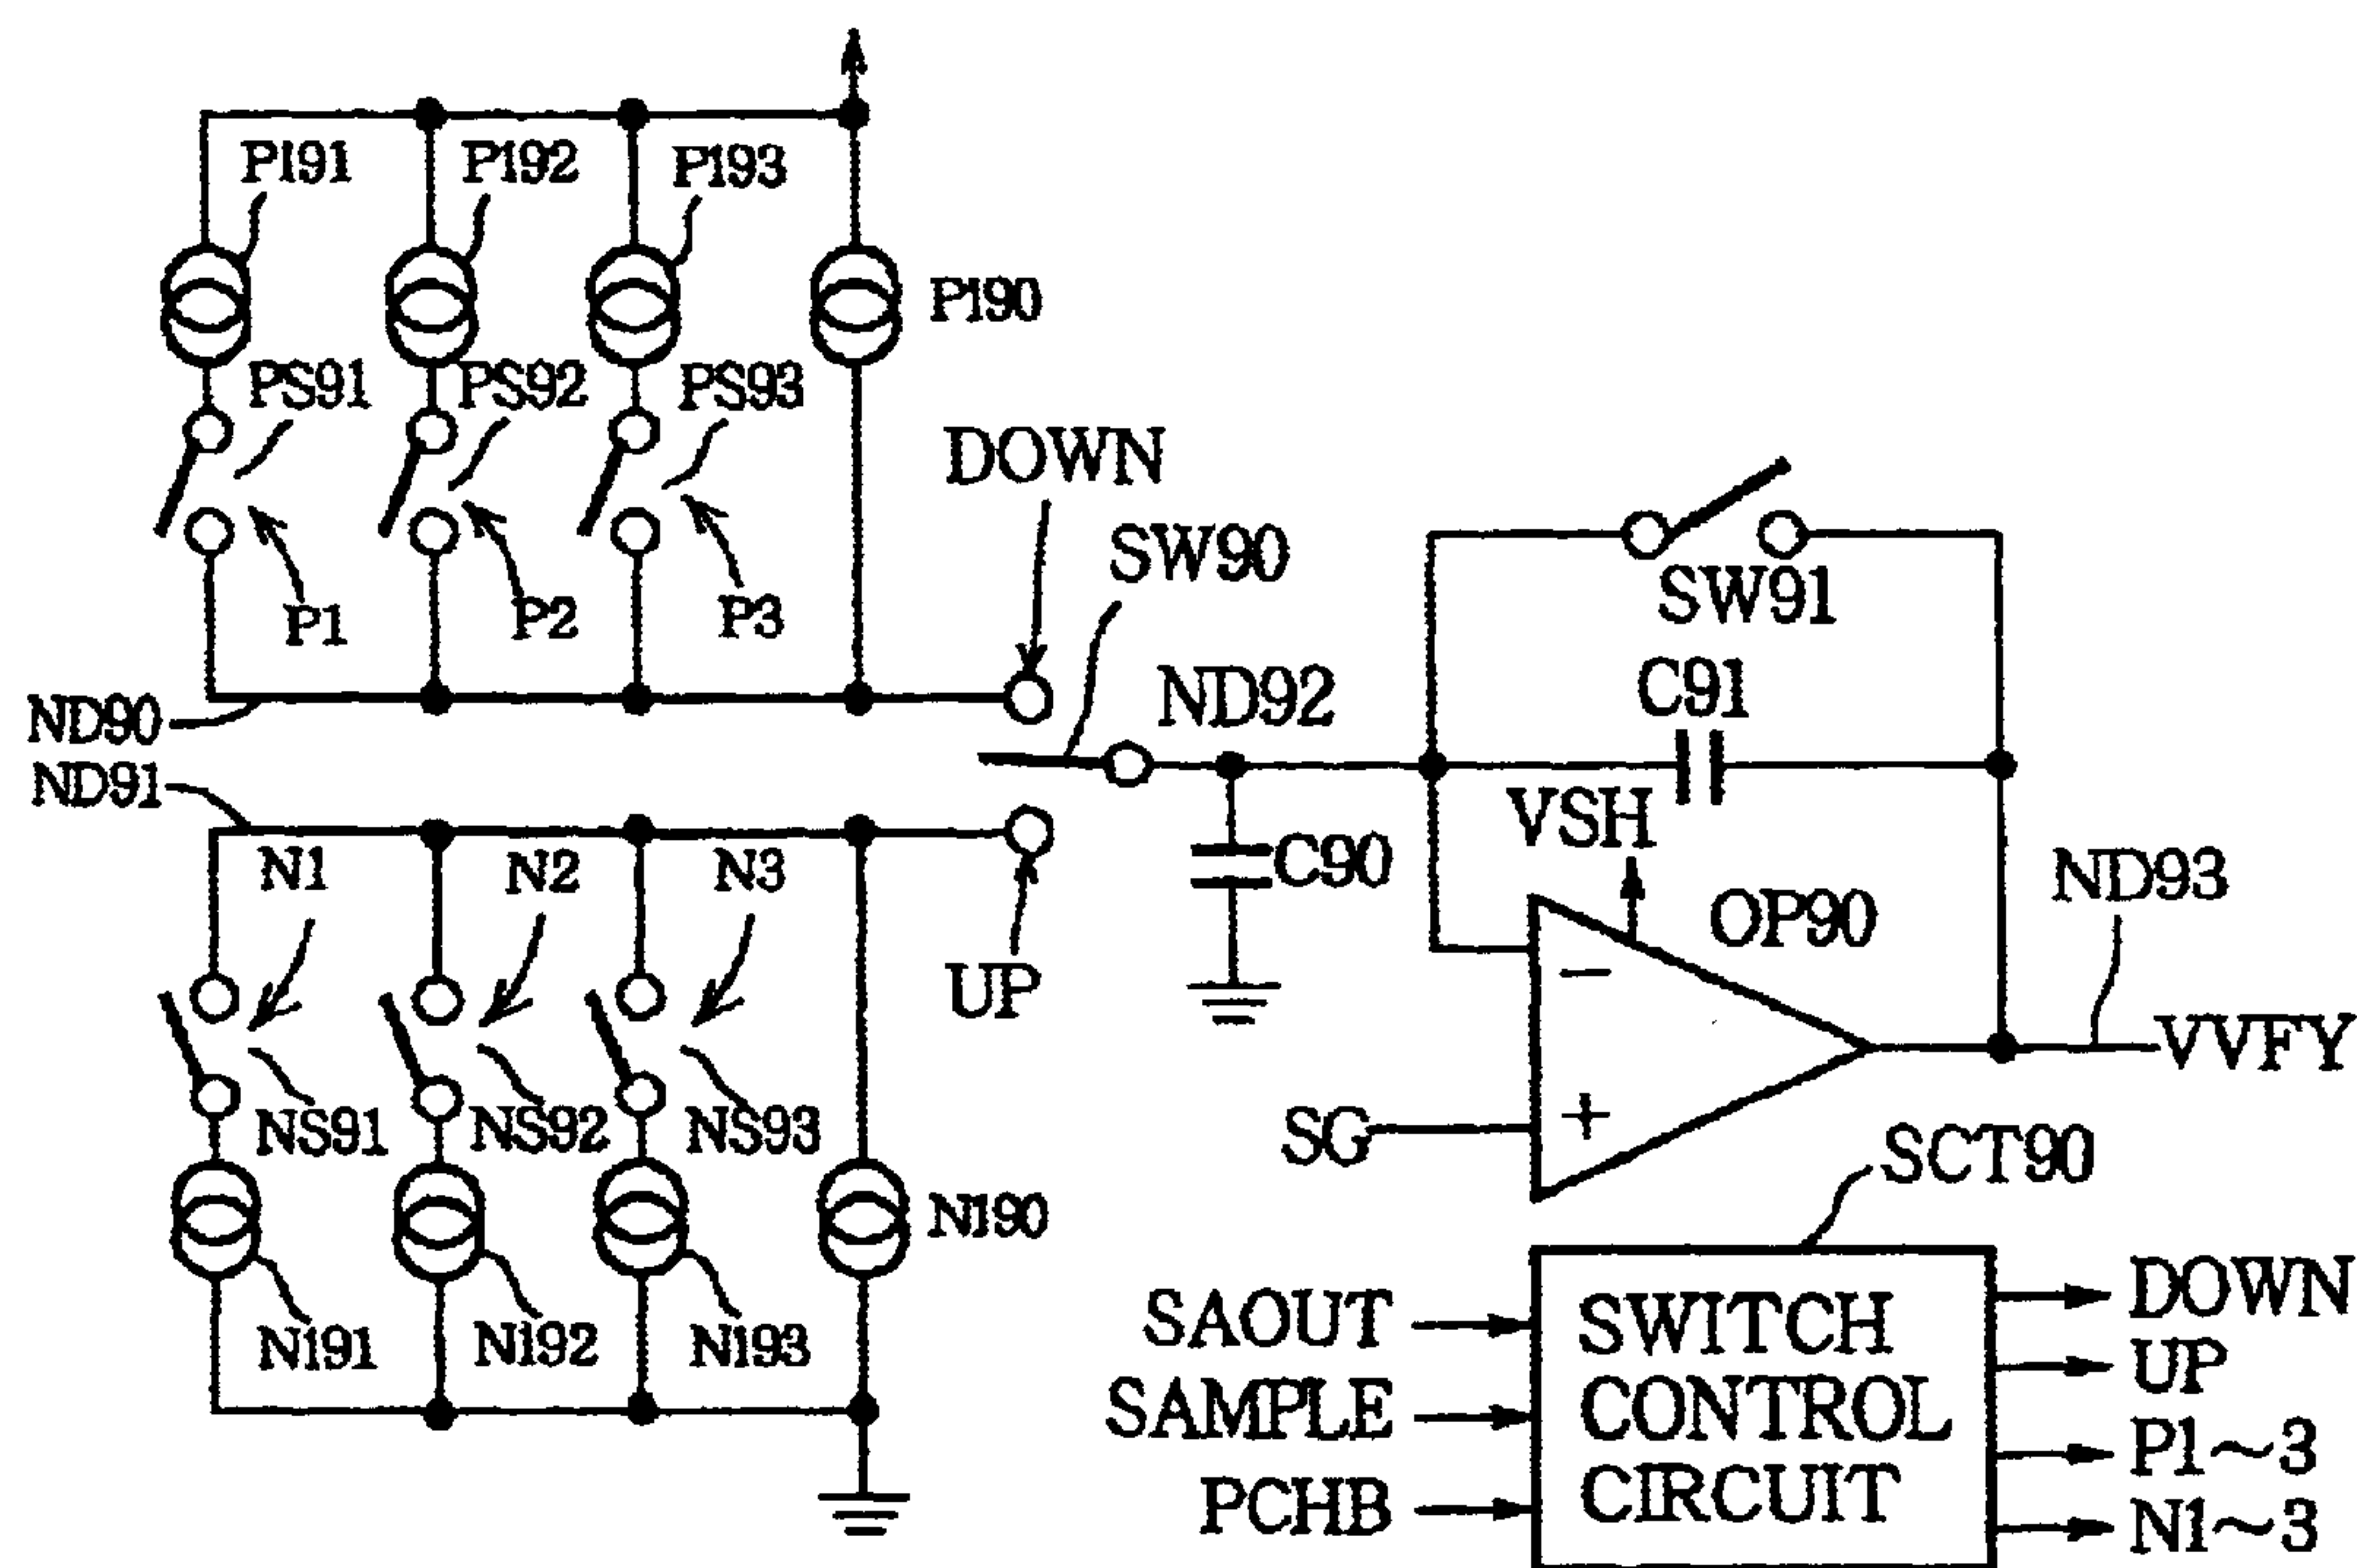 PI91
PI92
PI93
PI90
PS91
PS92
PS93
DOWN
SW90
P1
P2
P3
SW91
C91
ND92
ND90
ND91
VSH
N1
N2
N3
C90
OP90
ND93
UP
−
VVFY
+
SG
NS91
NS92
NS93
SCT90
NI90
NI91
NI92
NI93
SAOUT
SAMPLE
PCHB
SWITCH
CONTROL
CIRCUIT
DOWN
UP
P1～3
N1～3